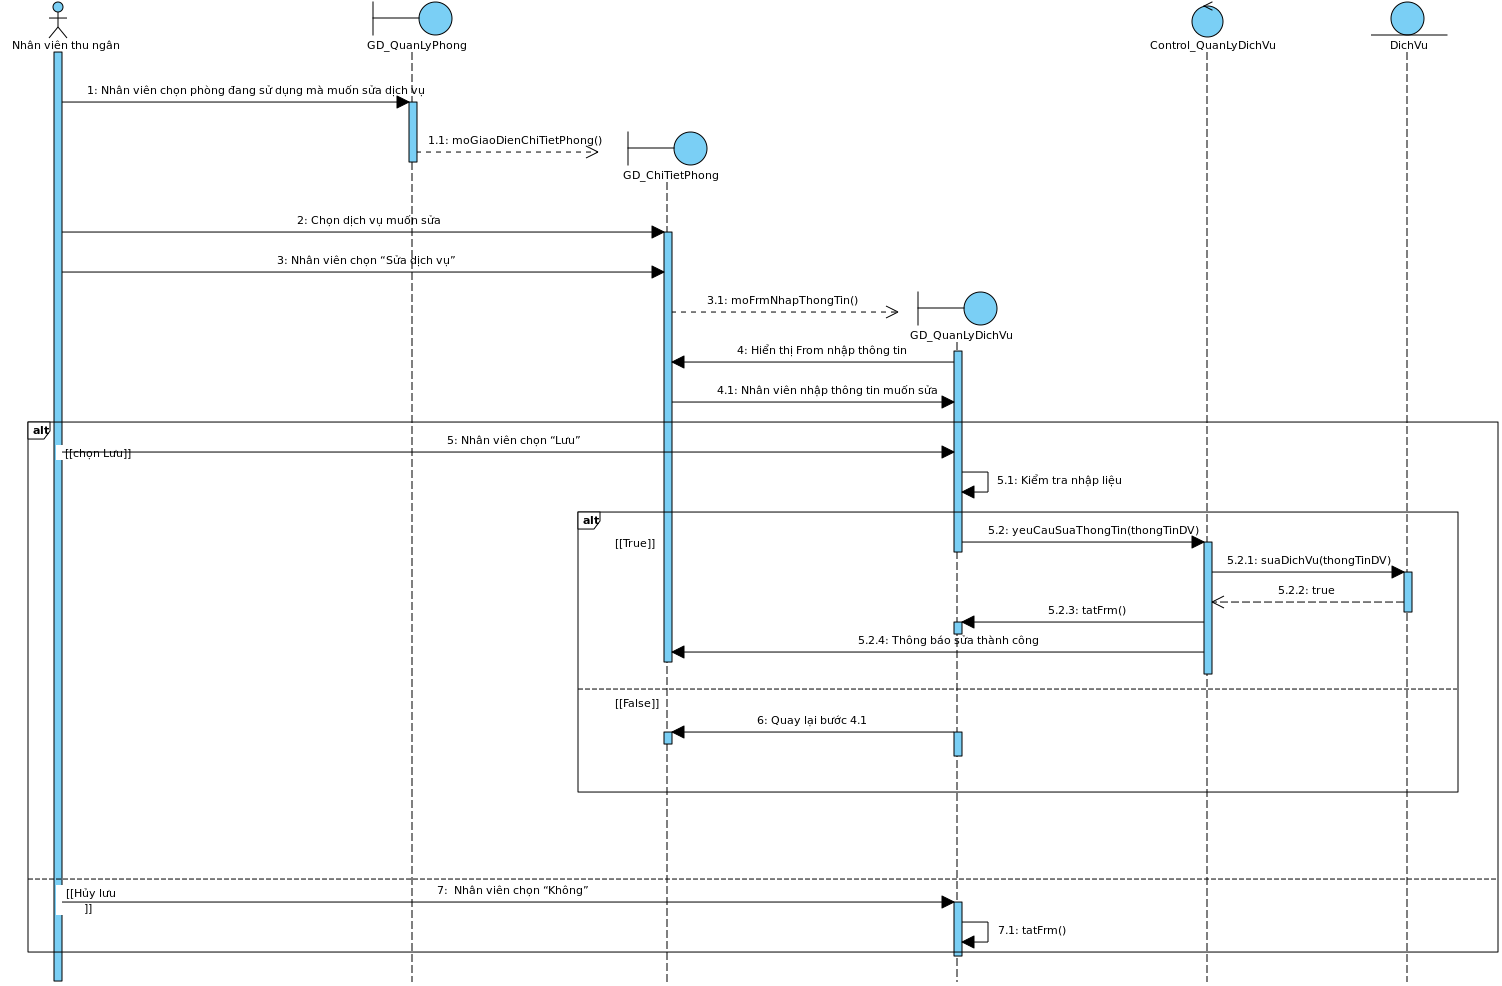 Nhân viên thu ngân
GD_QuanLyPhong
Control_QuanLyDichVu
DichVu
1: Nhân viên chọn phòng đang sử dụng mà muốn sửa dịch vụ
1.1: moGiaoDienChiTietPhong()
GD_ChiTietPhong
2: Chọn dịch vụ muốn sửa
3: Nhân viên chọn “Sửa dịch vụ”
3.1: moFrmNhapThongTin()
GD_QuanLyDichVu
4: Hiển thị From nhập thông tin
4.1: Nhân viên nhập thông tin muốn sửa
alt
5: Nhân viên chọn “Lưu”
[[chọn Lưu]]
5.1: Kiểm tra nhập liệu
alt
5.2: yeuCauSuaThongTin(thongTinDV)
[[True]]
5.2.1: suaDichVu(thongTinDV)
5.2.2: true
5.2.3: tatFrm()
5.2.4: Thông báo sửa thành công
[[False]]
6: Quay lại bước 4.1
7:  Nhân viên chọn “Không”
[[Hủy lưu
]]
7.1: tatFrm()